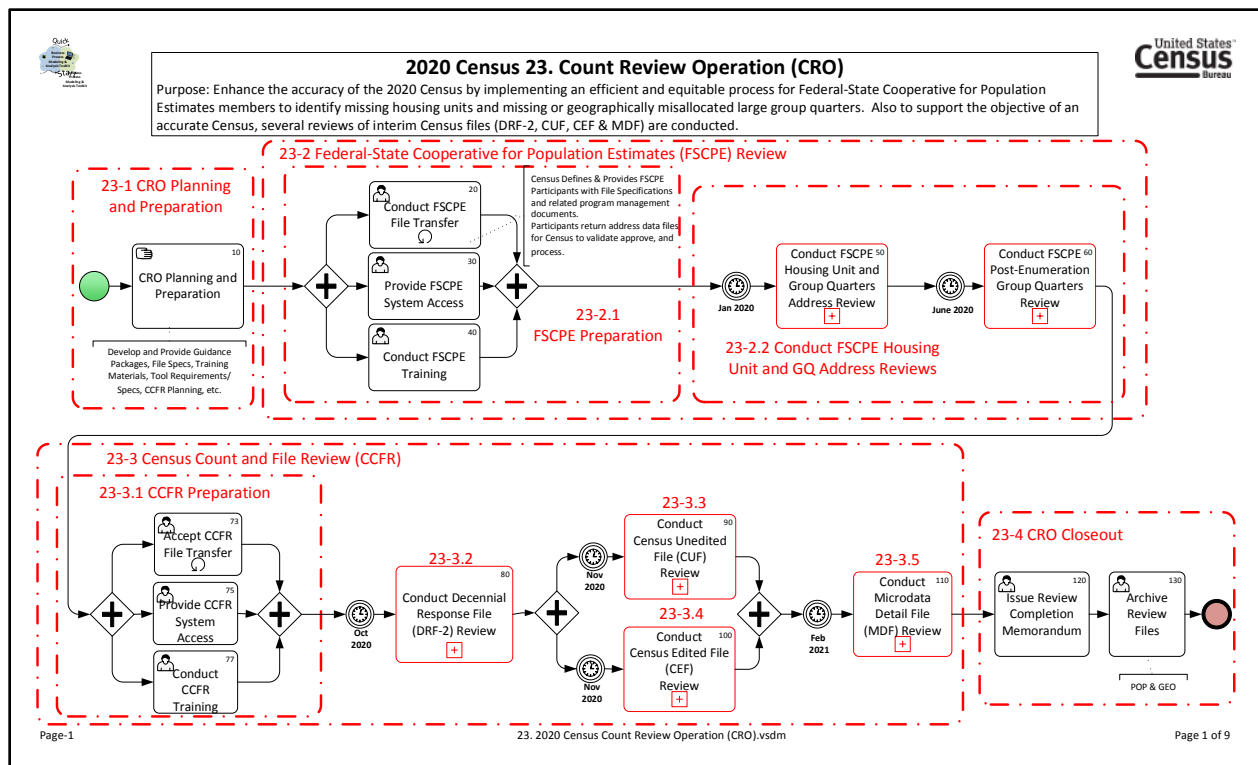 Quick
Business
Process
Modeling &
Analysis Toolkit
Start
United States™
Census
Bureau
2020 Census 23. Count Review Operation (CRO)
Purpose: Enhance the accuracy of the 2020 Census by implementing an efficient and equitable process for Federal-State Cooperative for Population
Estimates members to identify missing housing units and missing or geographically misallocated large group quarters. Also to support the objective of an
accurate Census, several reviews of interim Census files (DRF-2, CUF, CEF & MDF) are conducted.
23-2 Federal-State Cooperative for Population Estimates (FSCPE) Review
23-1 CRO Planning
and Preparation
10
CRO Planning and
Preparation
Develop and Provide Guidance
Packages, File Specs, Training
Materials, Tool Requirements/
Specs, CCFR Planning, etc.
20
Conduct FSCPE
File Transfer
30
Provide FSCPE
System Access
40
Conduct FSCPE
Training
Census Defines & Provides FSCPE
Participants with File Specifications
and related program management
documents.
Participants return address data files
for Census to validate approve, and
process.
23-2.1
FSCPE Preparation
Jan 2020
50
Conduct FSCPE
Housing Unit and
Group Quarters
Address Review
June 2020
60
Conduct FSCPE
Post-Enumeration
Group Quarters
Review
23-2.2 Conduct FSCPE Housing
Unit and GQ Address Reviews
23-3 Census Count and File Review (CCFR)
23-3.1 CCFR Preparation
73
Accept CCFR
File Transfer
75
Provide CCFR
System Access
77
Conduct
CCFR
Training
Oct
2020
23-3.2
80
Conduct Decennial
Response File
(DRF-2) Review
Nov
2020
23-3.3
90
Conduct
Census Unedited
File (CUF)
Review
Nov
2020
23-3.4
100
Conduct
Census Edited File
(CEF)
Review
Feb
2021
23-3.5
110
Conduct
Microdata
Detail File
(MDF) Review
23-4 CRO Closeout
120
Issue Review
Completion
Memorandum
130
Archive
Review
Files
POP & GEO
Page-1
23. 2020 Census Count Review Operation (CRO).vsdm
Page 1 of 9